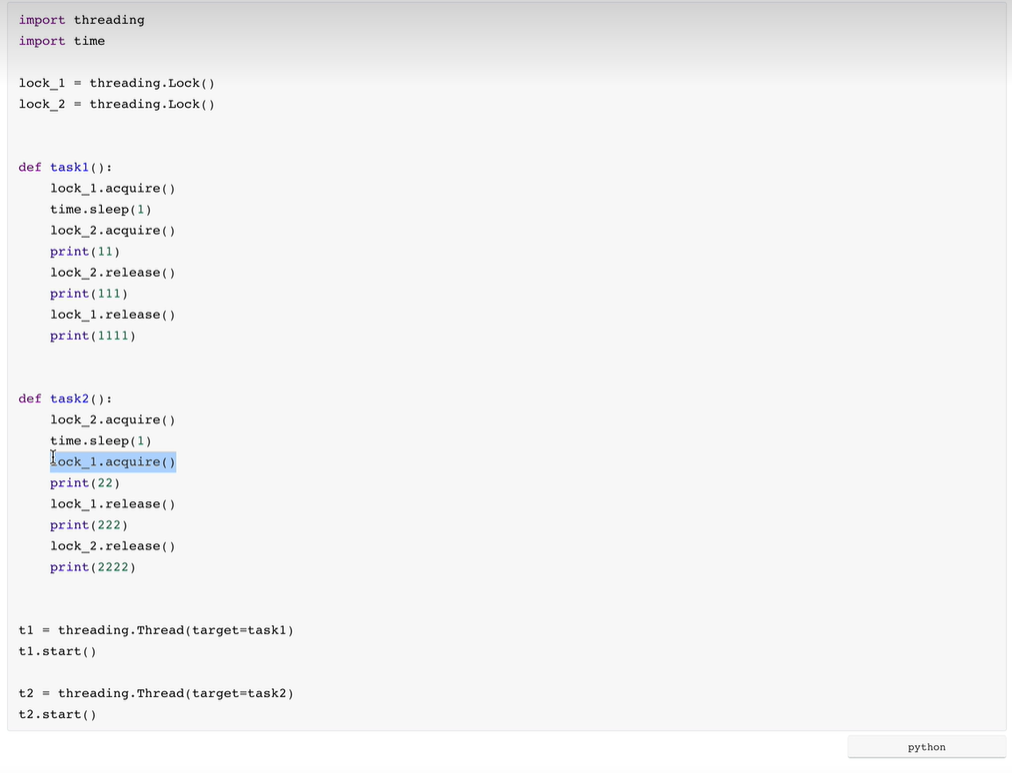 import threading
import time
lock_1 = threading.Lock()
lock_2 = threading.Lock()
def task1():
    lock_1.acquire()
    time.sleep(1)
    lock_2.acquire()
    print(11)
    lock_2.release()
    print(111)
    lock_1.release()
    print(1111)
def task2():
    lock_2.acquire()
    time.sleep(1)
    lock_1.acquire()
    print(22)
    lock_1.release()
    print(222)
    lock_2.release()
    print(2222)
t1 = threading.Thread(target=task1)
t1.start()
t2 = threading.Thread(target=task2)
t2.start()
python